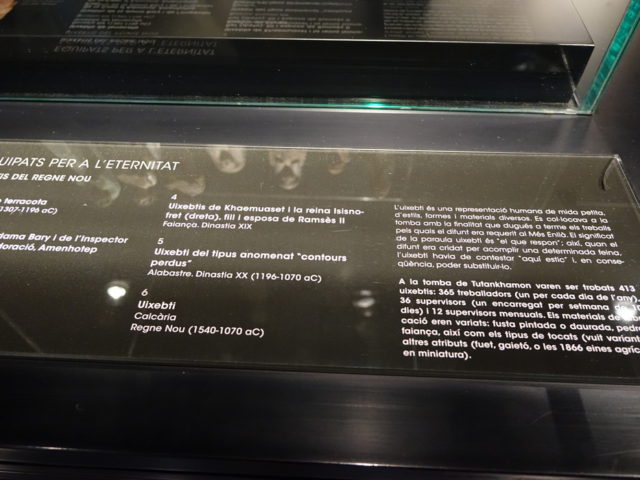 EQUIPATS PER A L'ETERNITAT
UIPATS PER A L'ETERNITAT
IS DEL REGNE NOU
terracota
(1307-1196 aC)
dama Bary i de l'inspector
doració, Amenhotep
4
Uixebtis de Khaemuaset i la reina Isisno-
fret (dreta), fill i esposa de Ramsès II
Faiança. Dinastia XIX
5
Uixebti del tipus anomenat "contours
perdus"
Alabastre. Dinastia XX (1196-1070 aC)
6
Uixebti
Calcària
Regne Nou (1540-1070 aC)
L'uixebti és una representació humana de mida petita,
d'estils, formes i materials diversos. Es col·locava a la
tomba amb la finalitat que dugués a terme els treballs
pels quals el difunt era requerit al Més Enllà. El significat
de la paraula uixebti és "el que respon"; així, quan el
difunt era cridat per acomplir una determinada feina,
l'uixebti havia de contestar "aquí estic" i, en conse-
qüència, poder substituir-lo.
A la tomba de Tutankhamon varen ser trobats 413
uixebtis: 365 treballadors (un per cada dia de l'any),
36 supervisors (un encarregat per setmana
dies) i 12 supervisors mensuals. Els materials de
cació eren variats: fusta pintada o daurada, pedr
faiança, així com els tipus de tocats (vuit variant
altres atributs (fuet, gaietó, o les 1866 eines agríc
en miniatura).